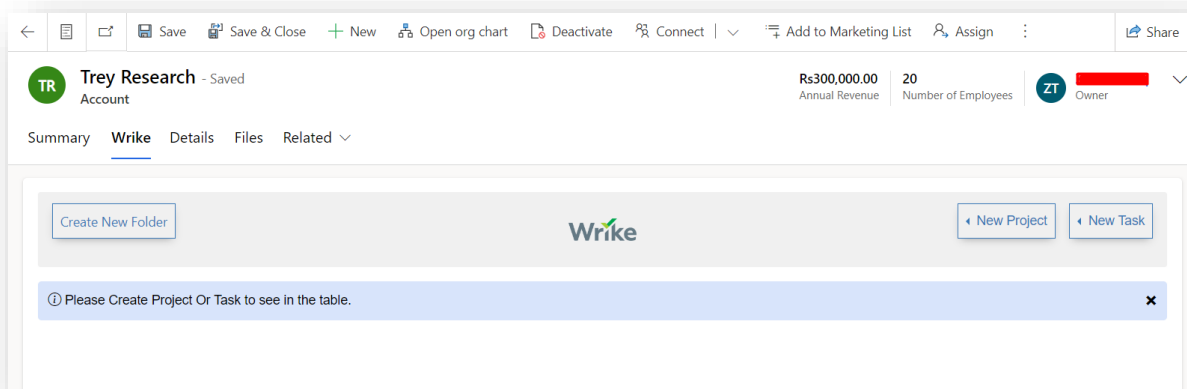 Save Save & Close New Open org chart Deactivate Connect Add to Marketing List Assign Share
TR Trey Research - Saved
Account
Rs300,000.00 20
Annual Revenue Number of Employees ZT Owner
Summary Wrike Details Files Related
Create New Folder Wrike New Project New Task
Please Create Project Or Task to see in the table.